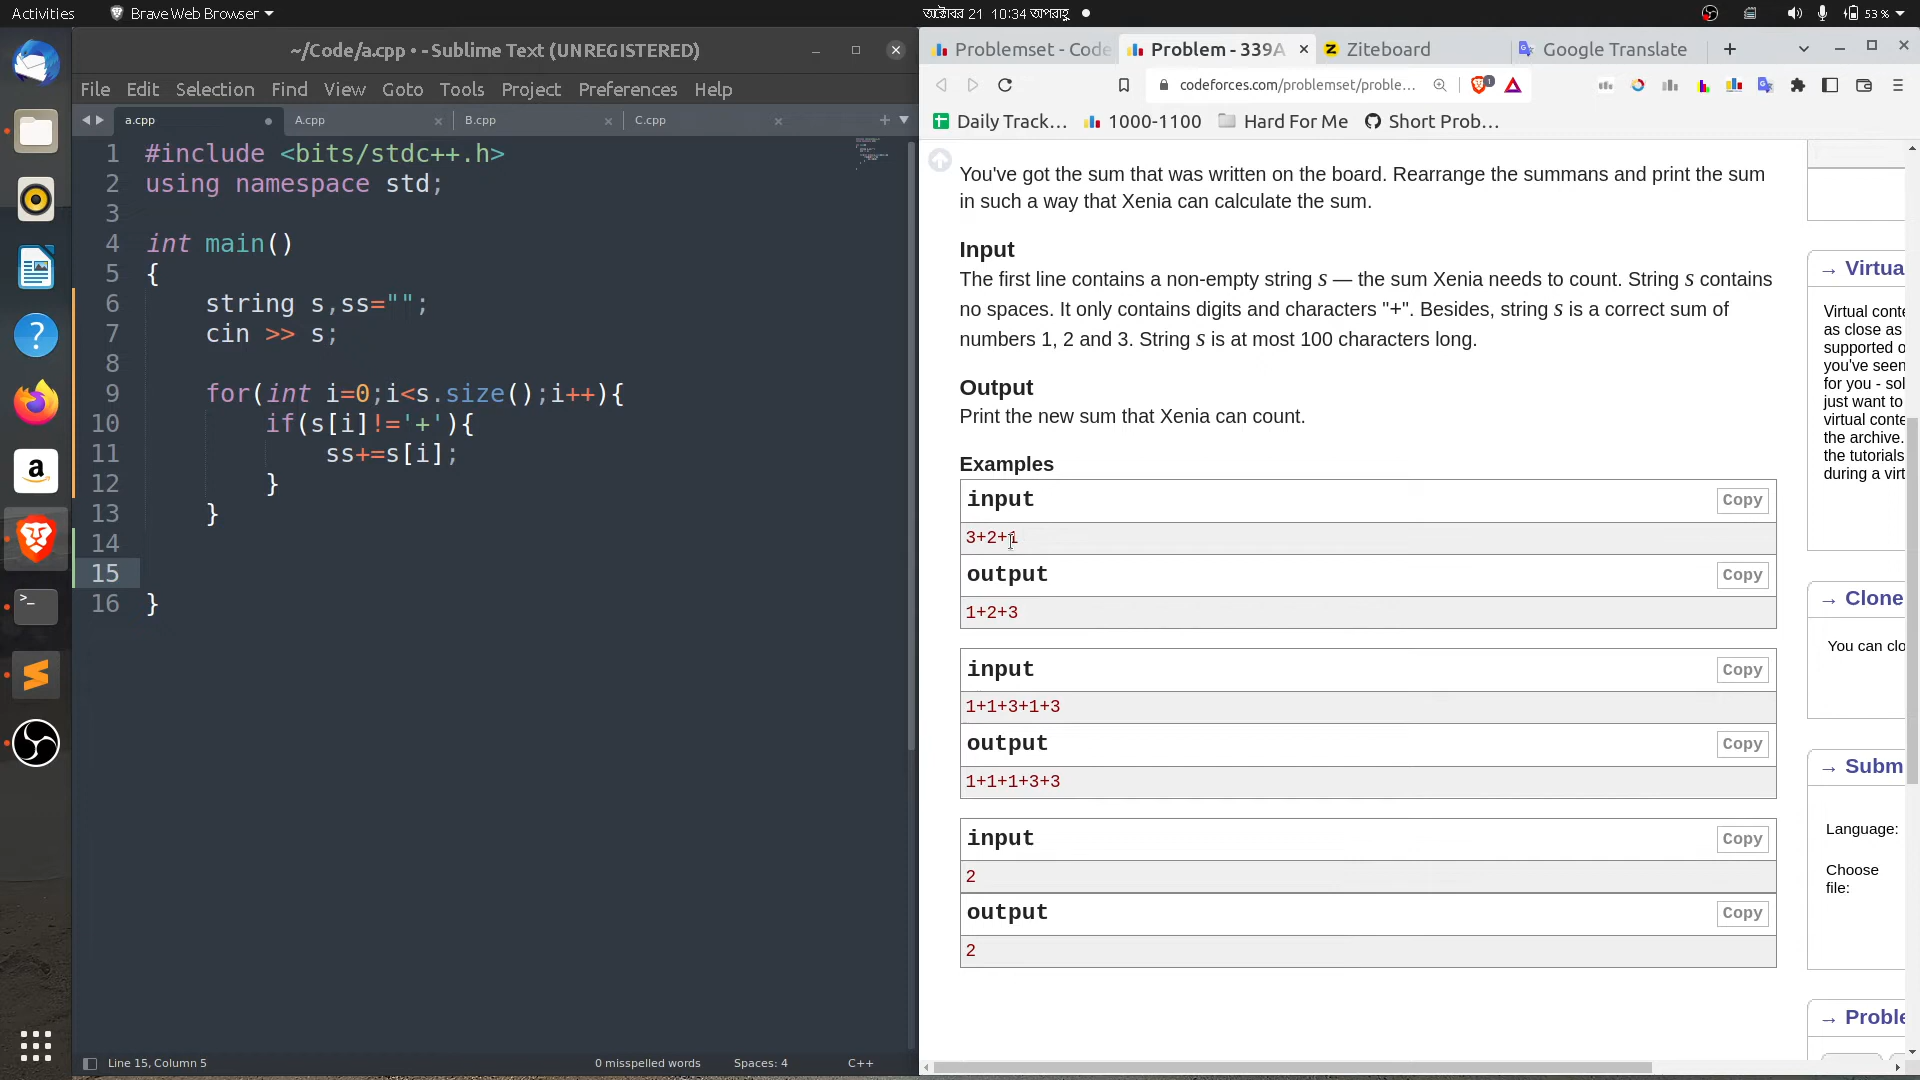 Activities
Brave Web Browser
অক্টোবর 21 10:34 অপরাহ্ণ
53 %
~/Code/a.cpp • - Sublime Text (UNREGISTERED)
File Edit Selection Find View Goto Tools Project Preferences Help
a.cpp
A.cpp
B.cpp
C.cpp
1 #include <bits/stdc++.h>
2 using namespace std;
3
4 int main()
5 {
6 string s,ss="";
7 cin >> s;
8
9 for(int i=0;i<s.size();i++){
10 if(s[i]!='+'){
11 ss+=s[i];
12 }
13 }
14
15
16 }
Line 15, Column 5
0 misspelled words
Spaces: 4
C++
Problemset - Code
Problem - 339A
Ziteboard
Google Translate
codeforces.com/problemset/proble...
1
Daily Track...
1000-1100
Hard For Me
Short Prob...
You've got the sum that was written on the board. Rearrange the summans and print the sum
in such a way that Xenia can calculate the sum.
Input
The first line contains a non-empty string s — the sum Xenia needs to count. String s contains
no spaces. It only contains digits and characters "+". Besides, string s is a correct sum of
numbers 1, 2 and 3. String s is at most 100 characters long.
Output
Print the new sum that Xenia can count.
Examples
input
Copy
3+2+1
output
Copy
1+2+3
input
Copy
1+1+3+1+3
output
Copy
1+1+1+3+3
input
Copy
2
output
Copy
2
→ Virtua
Virtual conte
as close as
supported o
you've seen
for you - sol
just want to
virtual conte
the archive.
the tutorials
during a virt
→ Clone
You can clo
→ Subm
Language:
Choose
file:
→ Proble